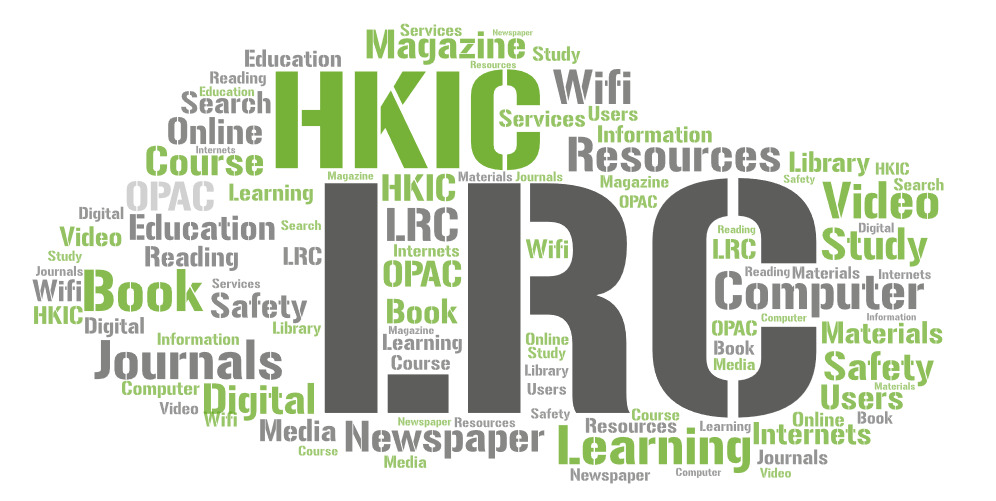 Services
Newspaper
Magazine
Study
Education
Resources
Reading
HKIC
Wifi
Education
Search
Services
Users
Online
Information
Internets
Course
Resources
Library
HKIC
Magazine
HKIC
Materials
Journals
Magazine
Safety
Search
OPAC
Learning
LRC
LRC
OPAC
Video
Digital
Education
Search
Reading
Digital
Video
Internets
Wifi
LRC
Study
Study
Reading
LRC
OPAC
Journals
Reading
Materials
Internets
Wifi
Book
Services
Computer
Safety
Book
HKIC
Digital
Library
Magazine
Computer
Information
OPAC
Materials
Information
Learning
Online
Book
Journals
Course
Study
Media
Safety
Library
Computer
Digital
Users
Materials
Users
Video
Wifi
Safety
Course
Online
Book
Media
Newspaper
Resources
Resources
Learning
Internets
Newspaper
Learning
Course
Media
Journals
Newspaper
Computer
Video